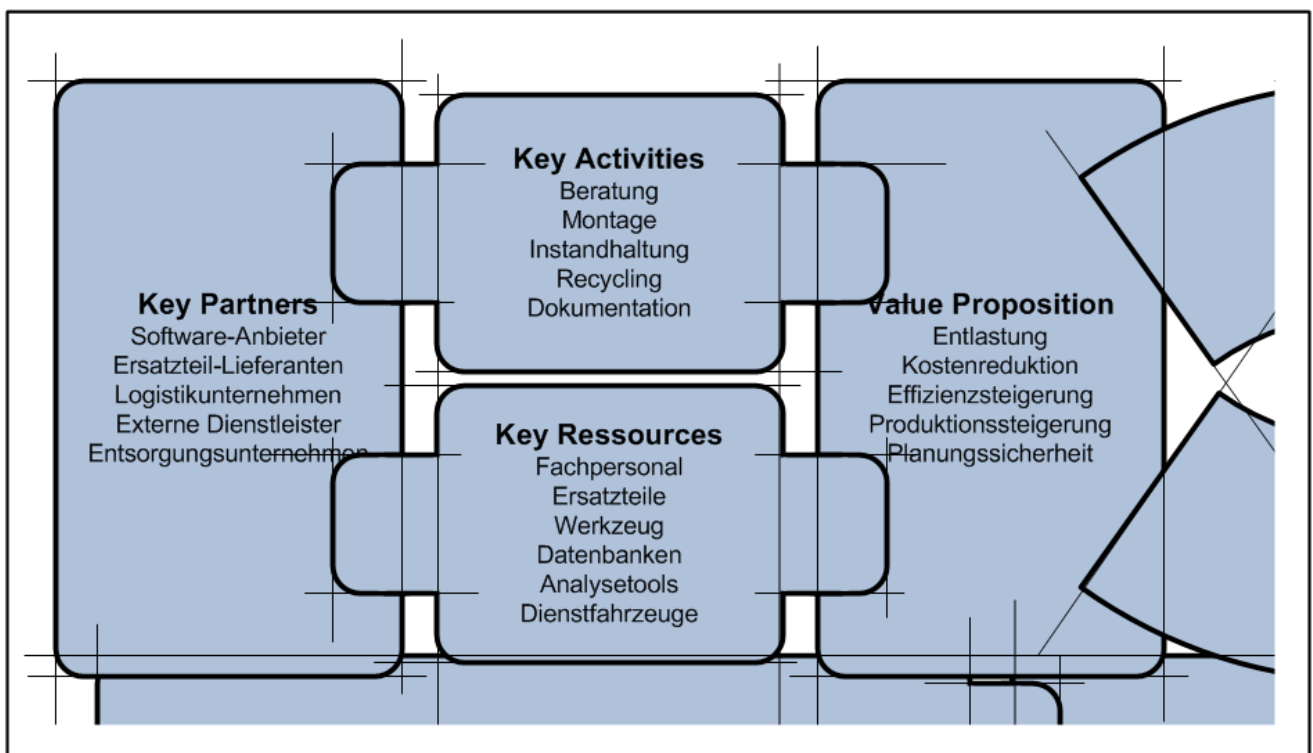 Key Partners
Software-Anbieter
Ersatzteil-Lieferanten
Logistikunternehmen
Externe Dienstleister
Entsorgungsunternehmen
Key Activities
Beratung
Montage
Instandhaltung
Recycling
Dokumentation
Key Ressources
Fachpersonal
Ersatzteile
Werkzeug
Datenbanken
Analysetools
Dienstfahrzeuge
Value Proposition
Entlastung
Kostenreduktion
Effizienzsteigerung
Produktionssteigerung
Planungssicherheit